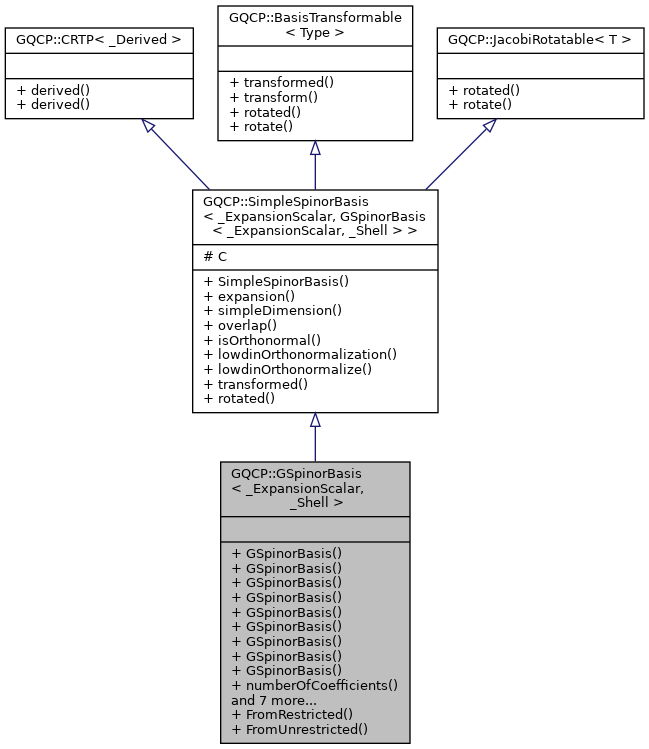 GQCP::CRTP< _Derived >
+ derived()
+ derived()
GQCP::BasisTransformable
< Type >
+ transformed()
+ transform()
+ rotated()
+ rotate()
GQCP::JacobiRotatable< T >
+ rotated()
+ rotate()
GQCP::SimpleSpinorBasis
< _ExpansionScalar, GSpinorBasis
< _ExpansionScalar, _Shell > >
# C
+ SimpleSpinorBasis()
+ expansion()
+ simpleDimension()
+ overlap()
+ isOrthonormal()
+ lowdinOrthonormalization()
+ lowdinOrthonormalize()
+ transformed()
+ rotated()
GQCP::GSpinorBasis
< _ExpansionScalar,
_Shell >
+ GSpinorBasis()
+ GSpinorBasis()
+ GSpinorBasis()
+ GSpinorBasis()
+ GSpinorBasis()
+ GSpinorBasis()
+ GSpinorBasis()
+ GSpinorBasis()
+ GSpinorBasis()
+ numberOfCoefficients()
and 7 more...
+ FromRestricted()
+ FromUnrestricted()